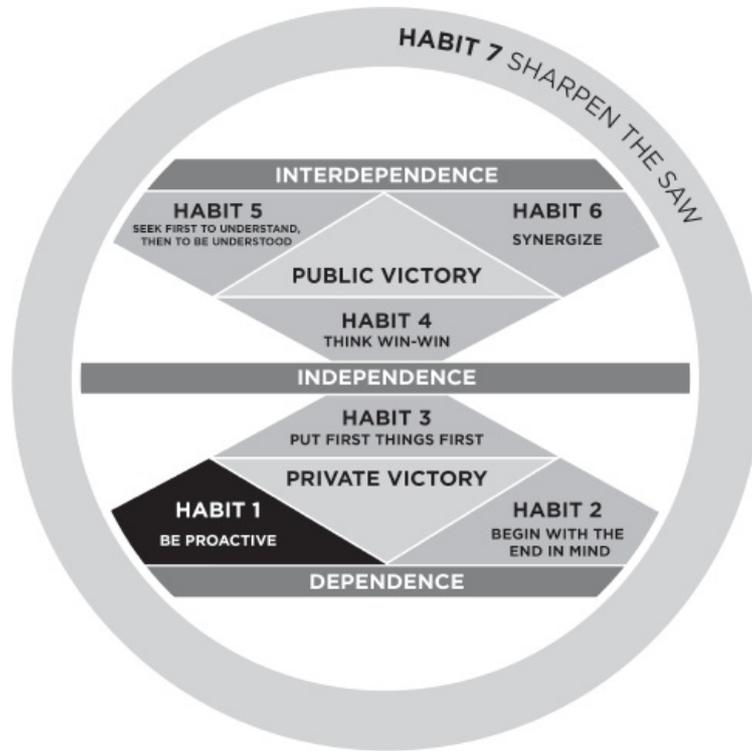 HABIT 7 SHARPEN THE SAW
INTERDEPENDENCE
HABIT 5
SEEK FIRST TO UNDERSTAND,
THEN TO BE UNDERSTOOD
HABIT 6
SYNERGIZE
PUBLIC VICTORY
HABIT 4
THINK WIN-WIN
INDEPENDENCE
HABIT 3
PUT FIRST THINGS FIRST
PRIVATE VICTORY
HABIT 1
BE PROACTIVE
HABIT 2
BEGIN WITH THE
END IN MIND
DEPENDENCE